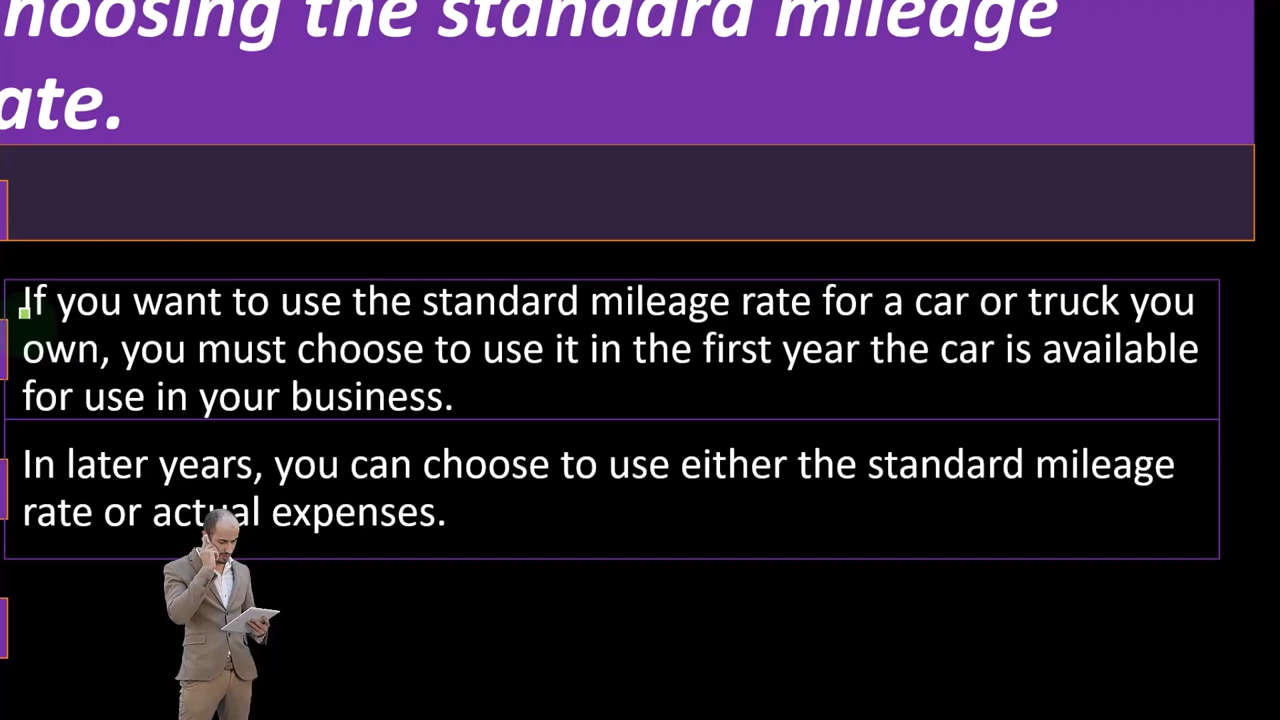 hoosing the standard mileage
ate.
If you want to use the standard mileage rate for a car or truck you
own, you must choose to use it in the first year the car is available
for use in your business.
In later years, you can choose to use either the standard mileage
rate or actual expenses.